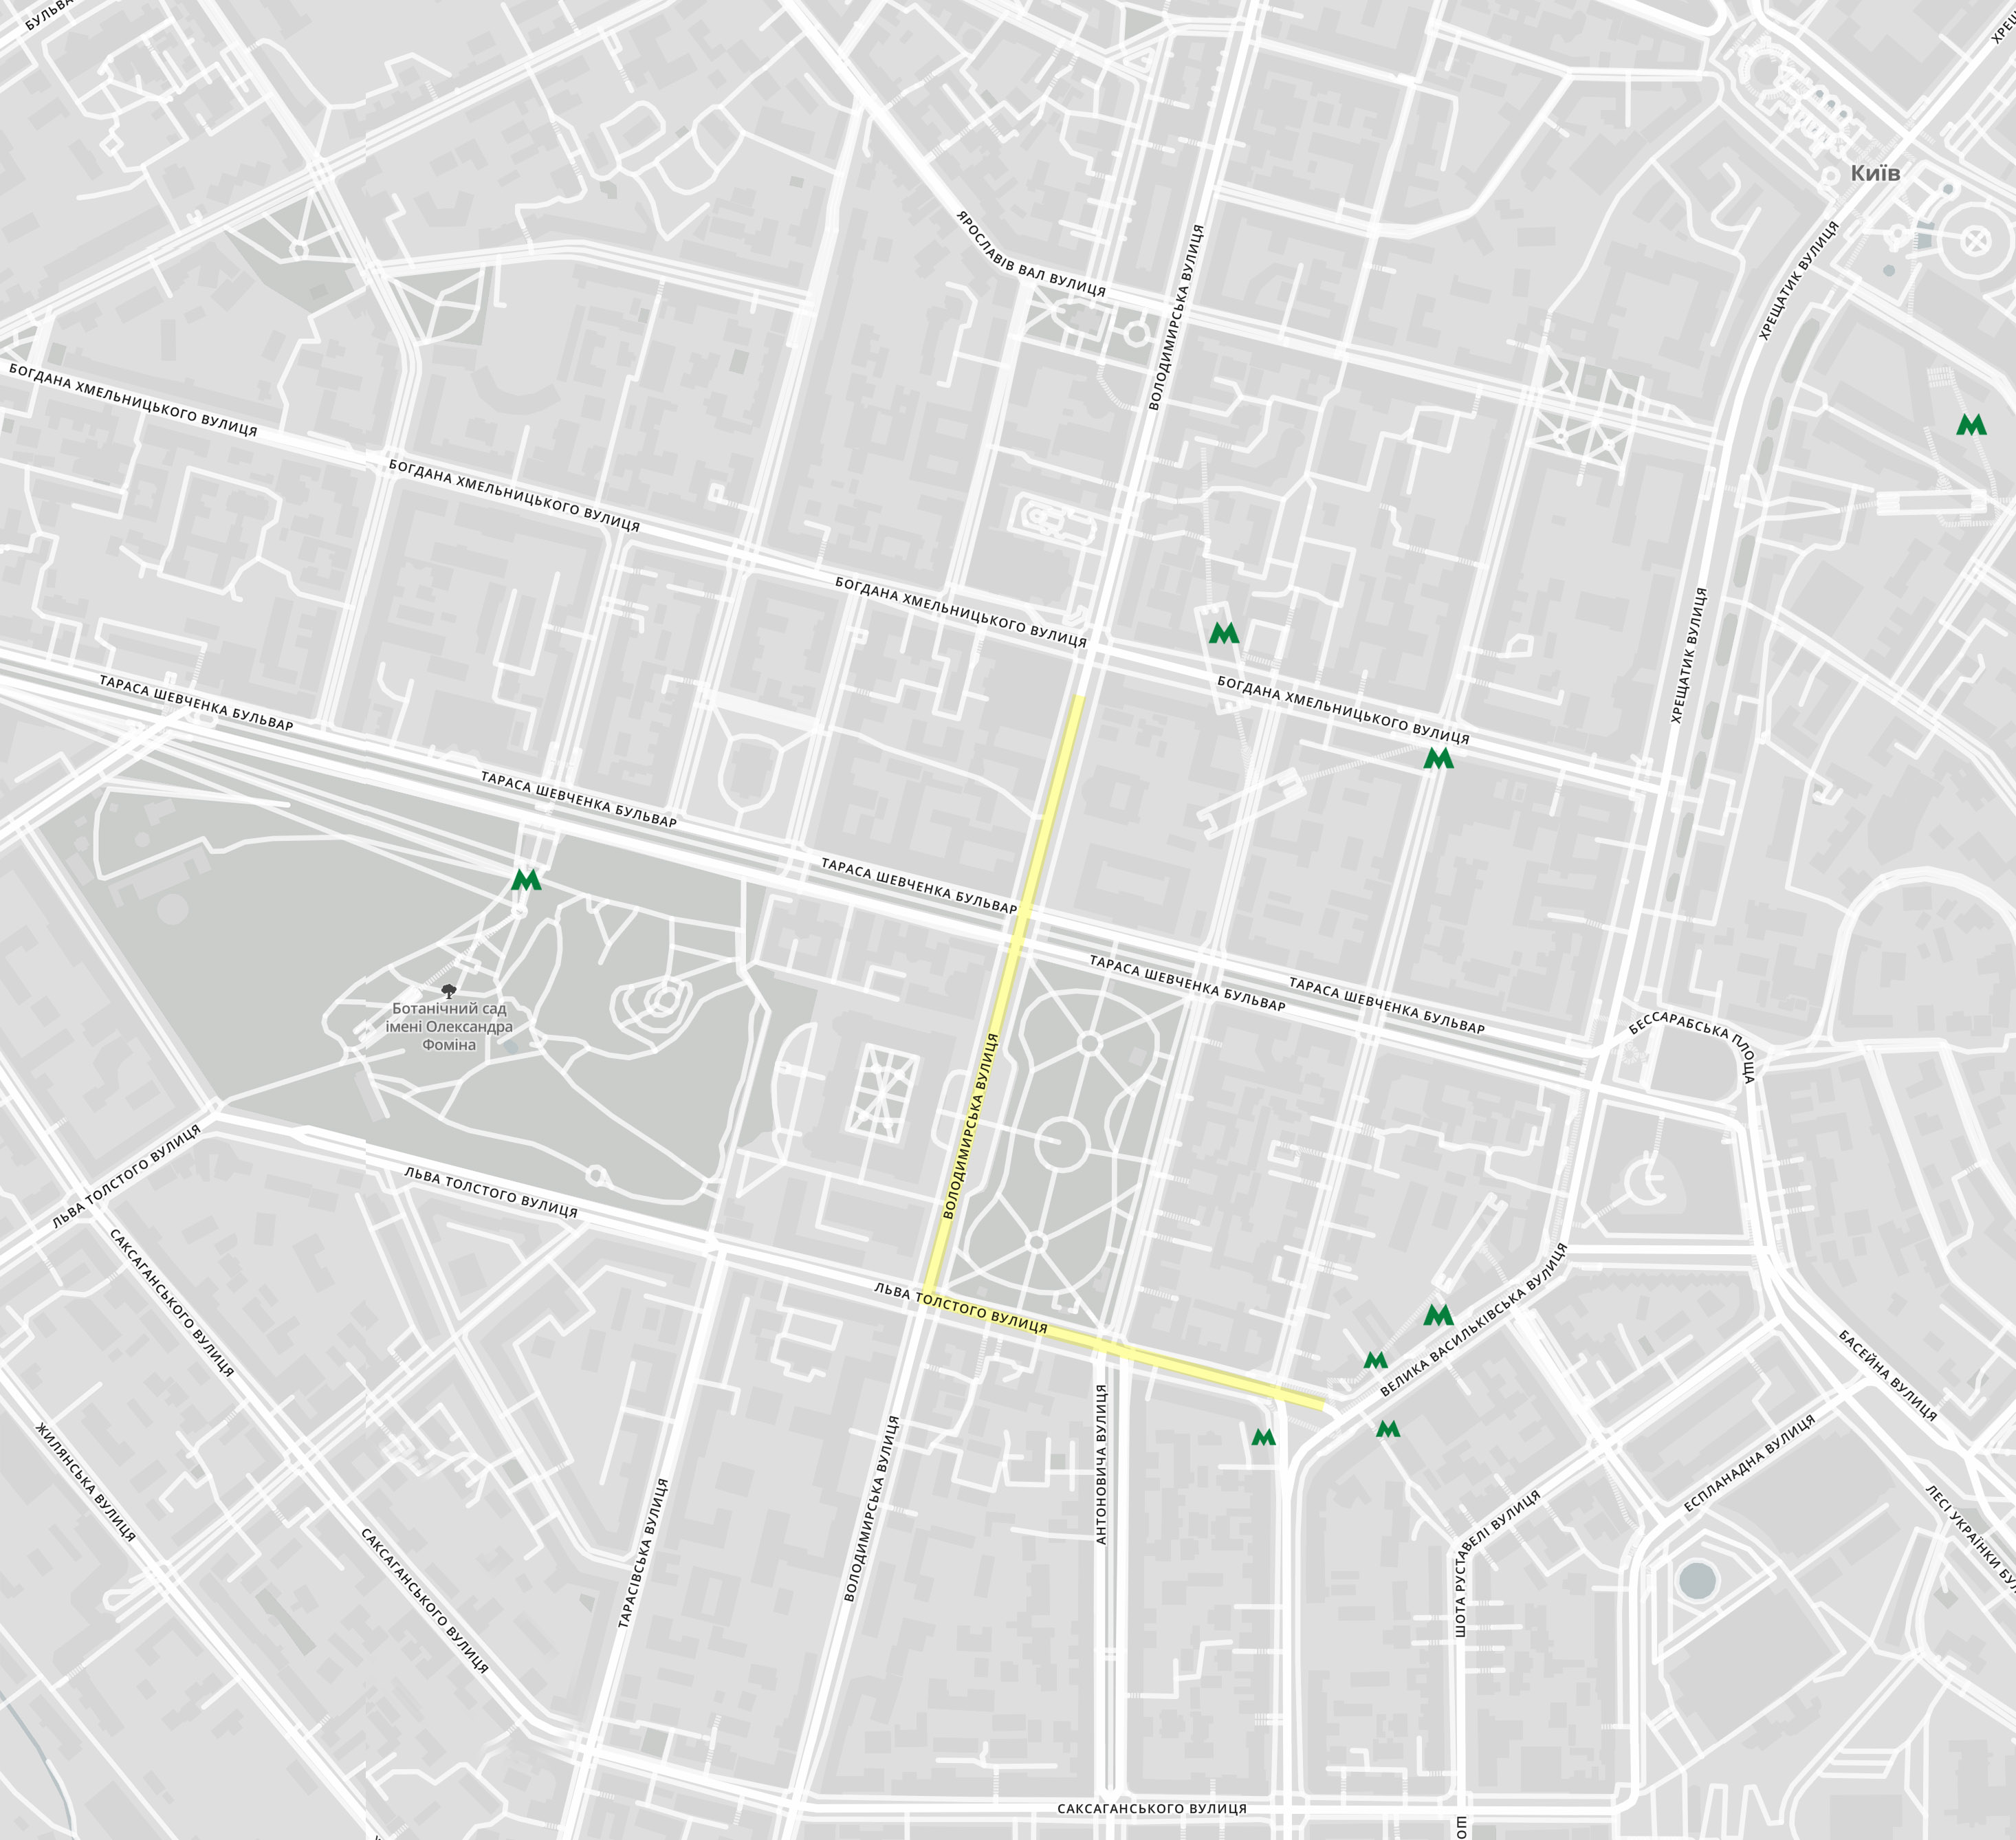 БУЛЬВА
ХРЕЩ
Київ
ЯРОСЛАВІВ ВАЛ ВУЛИЦЯ
ВОЛОДИМИРСЬКА ВУЛИЦЯ
ХРЕЩАТИК ВУЛИЦЯ
БОГДАНА ХМЕЛЬНИЦЬКОГО ВУЛИЦЯ
БОГДАНА ХМЕЛЬНИЦЬКОГО ВУЛИЦЯ
БОГДАНА ХМЕЛЬНИЦЬКОГО ВУЛИЦЯ
БОГДАНА ХМЕЛЬНИЦЬКОГО ВУЛИЦЯ
ХРЕЩАТИК ВУЛИЦЯ
ТАРАСА ШЕВЧЕНКА БУЛЬВАР
ТАРАСА ШЕВЧЕНКА БУЛЬВАР
ТАРАСА ШЕВЧЕНКА БУЛЬВАР
ТАРАСА ШЕВЧЕНКА БУЛЬВАР
ТАРАСА ШЕВЧЕНКА БУЛЬВАР
БЕССАРАБСЬКА ПЛОЩА
Ботанічний сад
імені Олександра
Фоміна
ВОЛОДИМИРСЬКА ВУЛИЦЯ
ЛЬВА ТОЛСТОГО ВУЛИЦЯ
ЛЬВА ТОЛСТОГО ВУЛИЦЯ
ЛЬВА ТОЛСТОГО ВУЛИЦЯ
САКСАГАНСЬКОГО ВУЛИЦЯ
ВЕЛИКА ВАСИЛЬКІВСЬКА ВУЛИЦЯ
БАСЕЙНА ВУЛИЦЯ
ЖИЛЯНСЬКА ВУЛИЦЯ
ТАРАСІВСЬКА ВУЛИЦЯ
ВОЛОДИМИРСЬКА ВУЛИЦЯ
АНТОНОВИЧА ВУЛИЦЯ
ШОТА РУСТАВЕЛІ ВУЛИЦЯ
ЕСПЛАНАДНА ВУЛИЦЯ
ЛЕСІ УКРАЇНКИ БУ
САКСАГАНСЬКОГО ВУЛИЦЯ
САКСАГАНСЬКОГО ВУЛИЦЯ